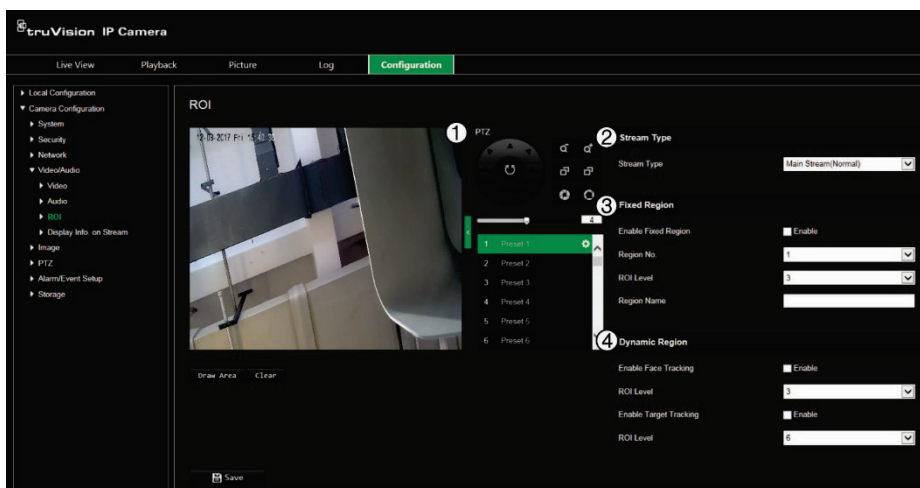 truVision IP Camera
Live View Playback Picture Log Configuration
Local Configuration
Camera Configuration
System
Security
Network
Video/Audio
Video
Audio
ROI
Display Info. on Stream
Image
PTZ
Alarm/Event Setup
Storage
ROI
2017 Fri
1 PTZ
4
1 Preset 1
2 Preset 2
3 Preset 3
4 Preset 4
5 Preset 5
6 Preset 6
Draw Area Clear
Save
2 Stream Type
Stream Type Main Stream(Normal)
3 Fixed Region
Enable Fixed Region Enable
Region No. 1
ROI Level 3
Region Name
4 Dynamic Region
Enable Face Tracking Enable
ROI Level 3
Enable Target Tracking Enable
ROI Level 6